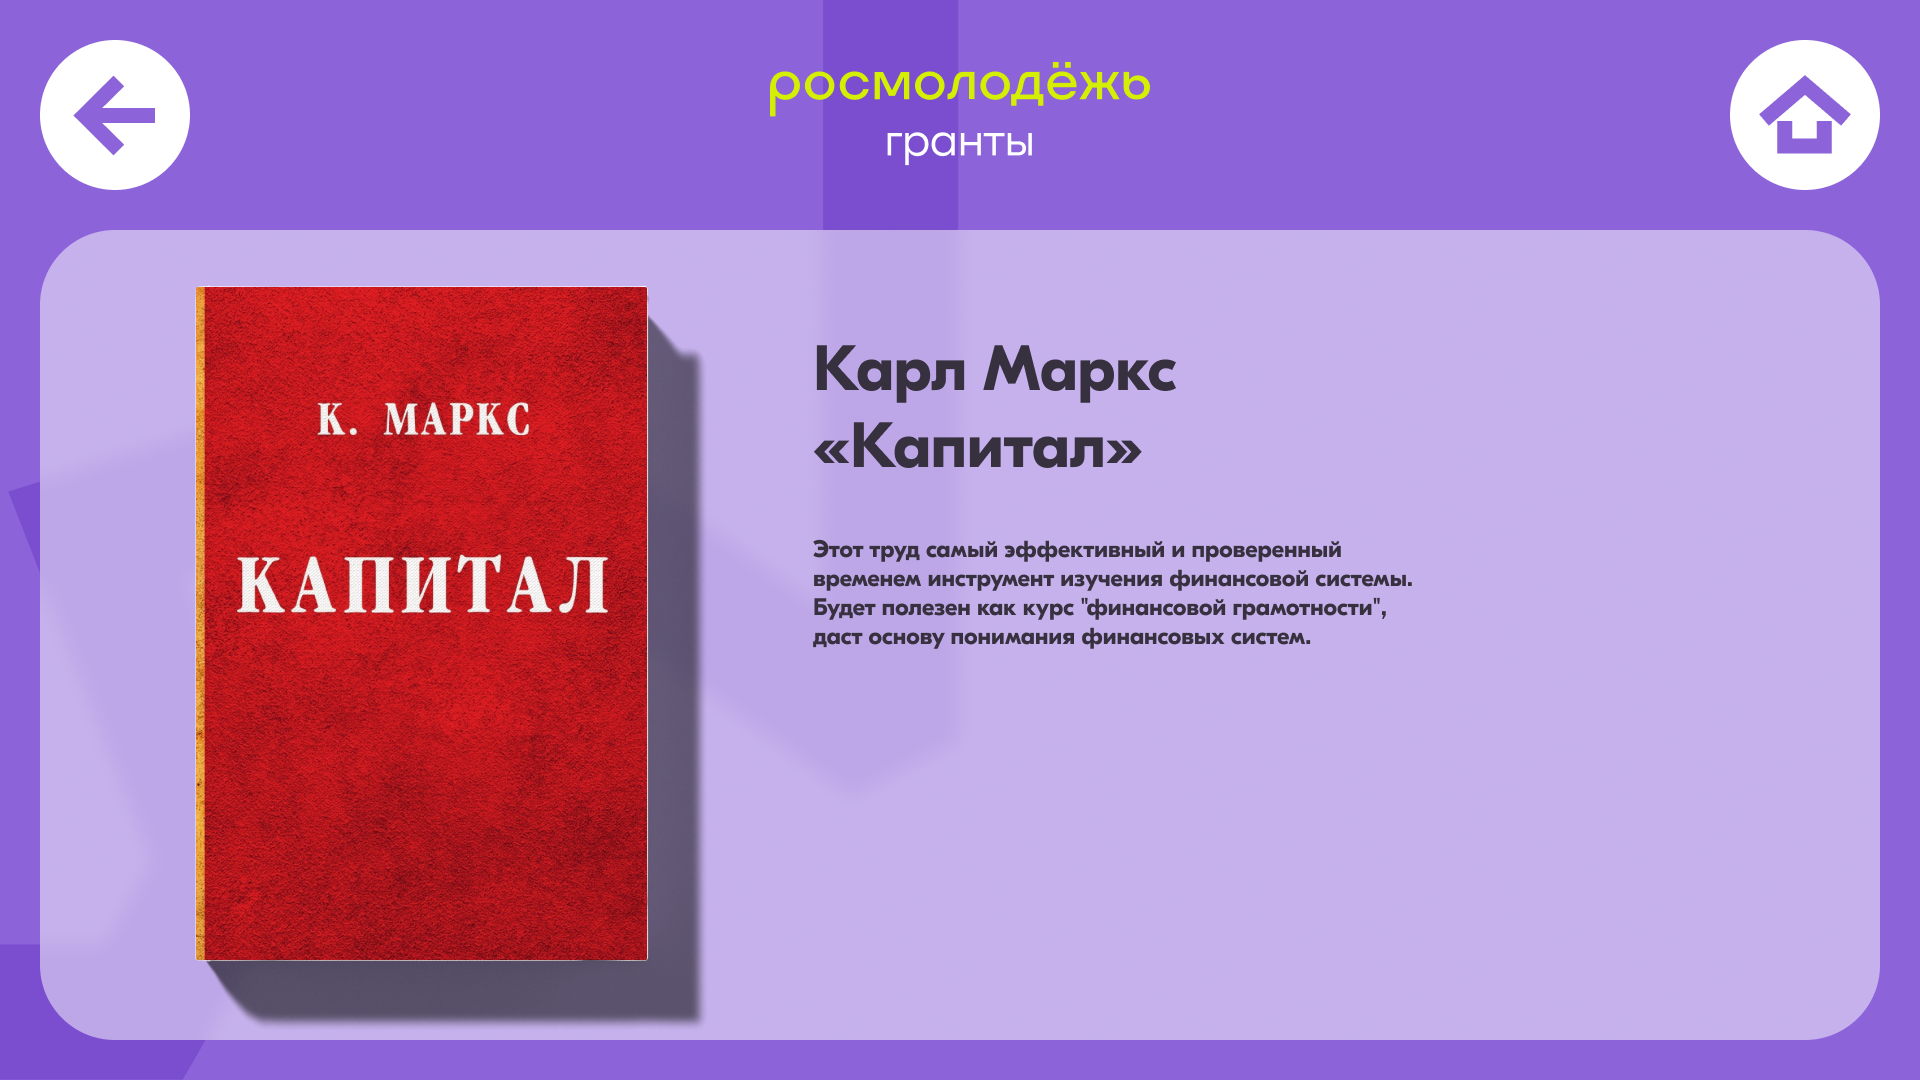 росмолодёжь
гранты
К. МАРКС
КАПИТАЛ
Карл Маркс
«Капитал»
Этот труд самый эффективный и проверенный
временем инструмент изучения финансовой системы.
Будет полезен как курс "финансовой грамотности",
даст основу понимания финансовых систем.